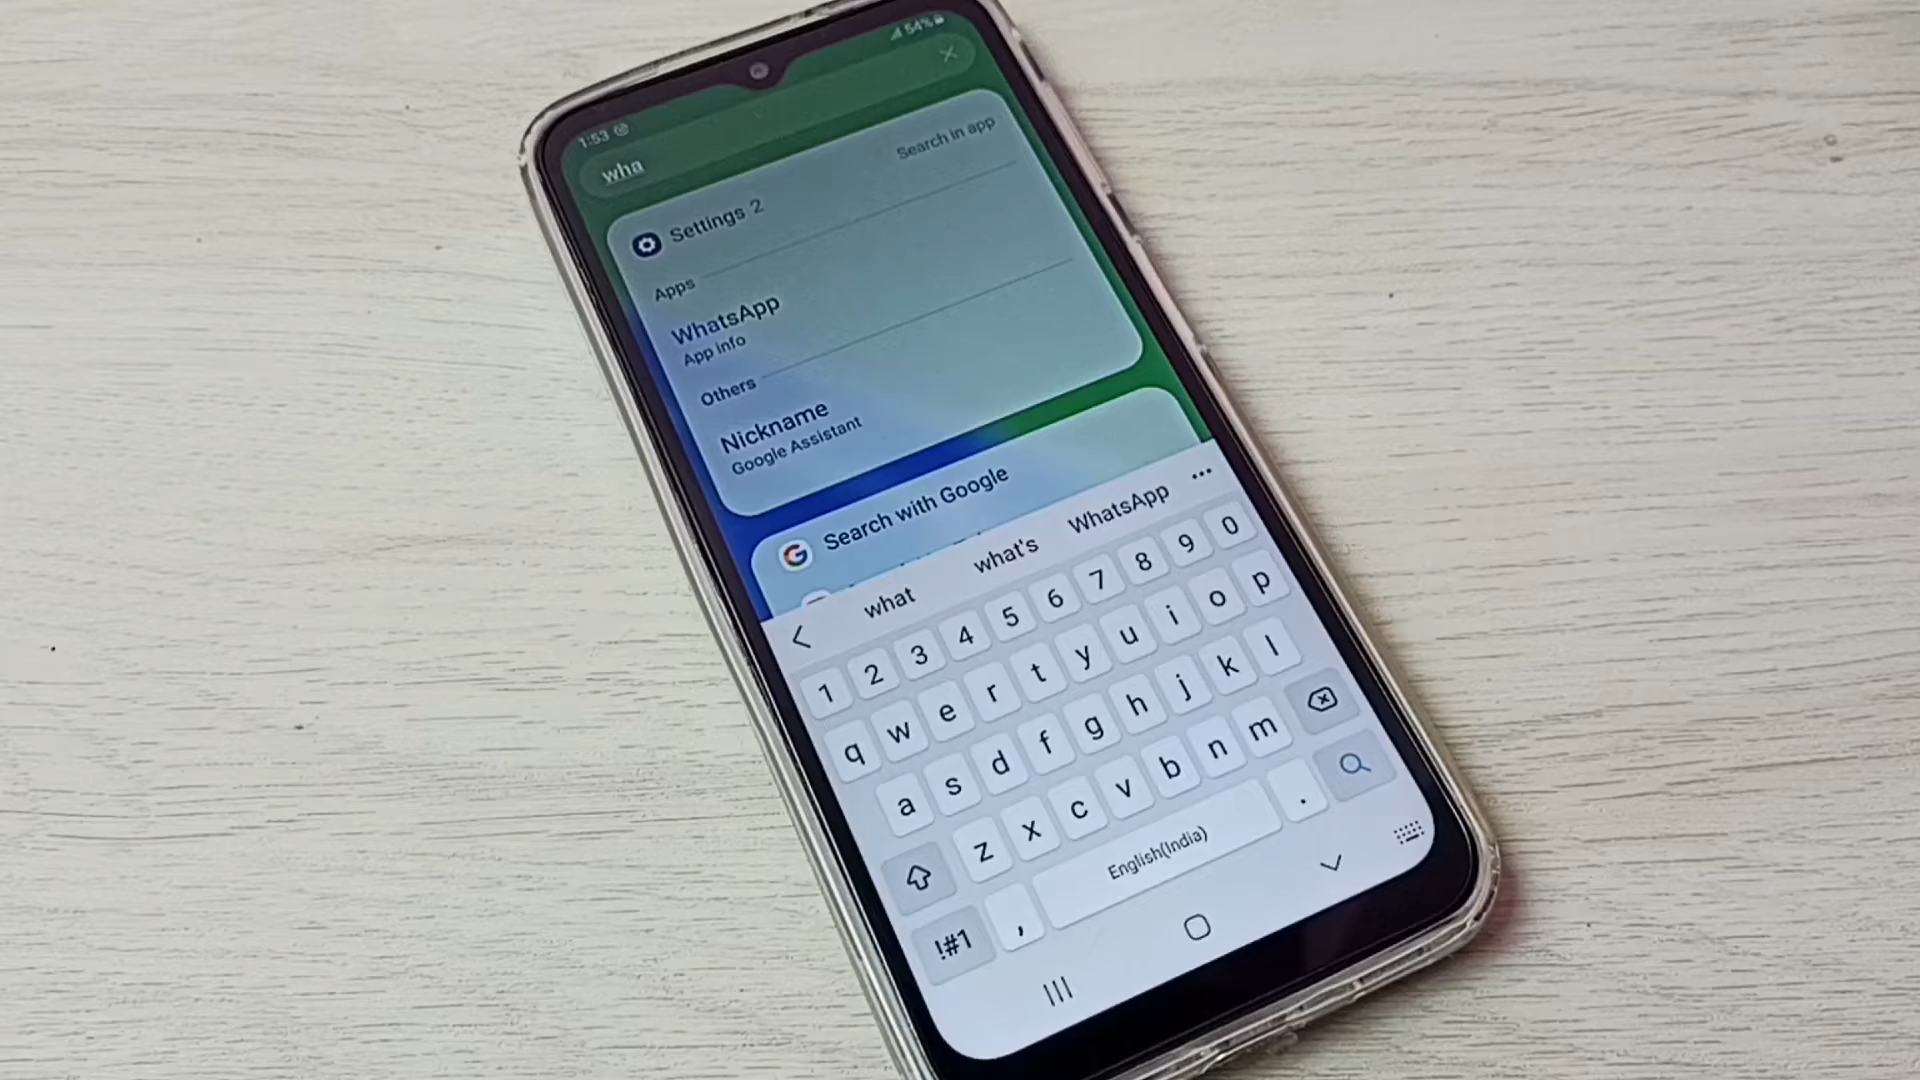 1:53
54%
wha
Settings 2
Search in app
Apps
WhatsApp
App info
Others
Nickname
Google Assistant
G Search with Google
what what's WhatsApp
1 2 3 4 5 6 7 8 9 0
q w e r t y u i o p
a s d f g h j k l
z x c v b n m
!#1 , English(India) .